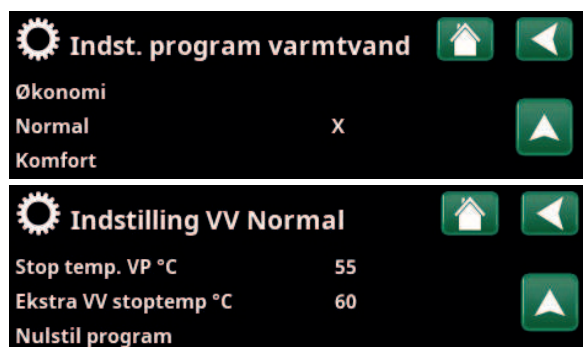 Indst. program varmtvand
Økonomi
Normal X
Komfort
Indstilling VV Normal
Stop temp. VP °C 55
Ekstra VV stoptemp °C 60
Nulstil program